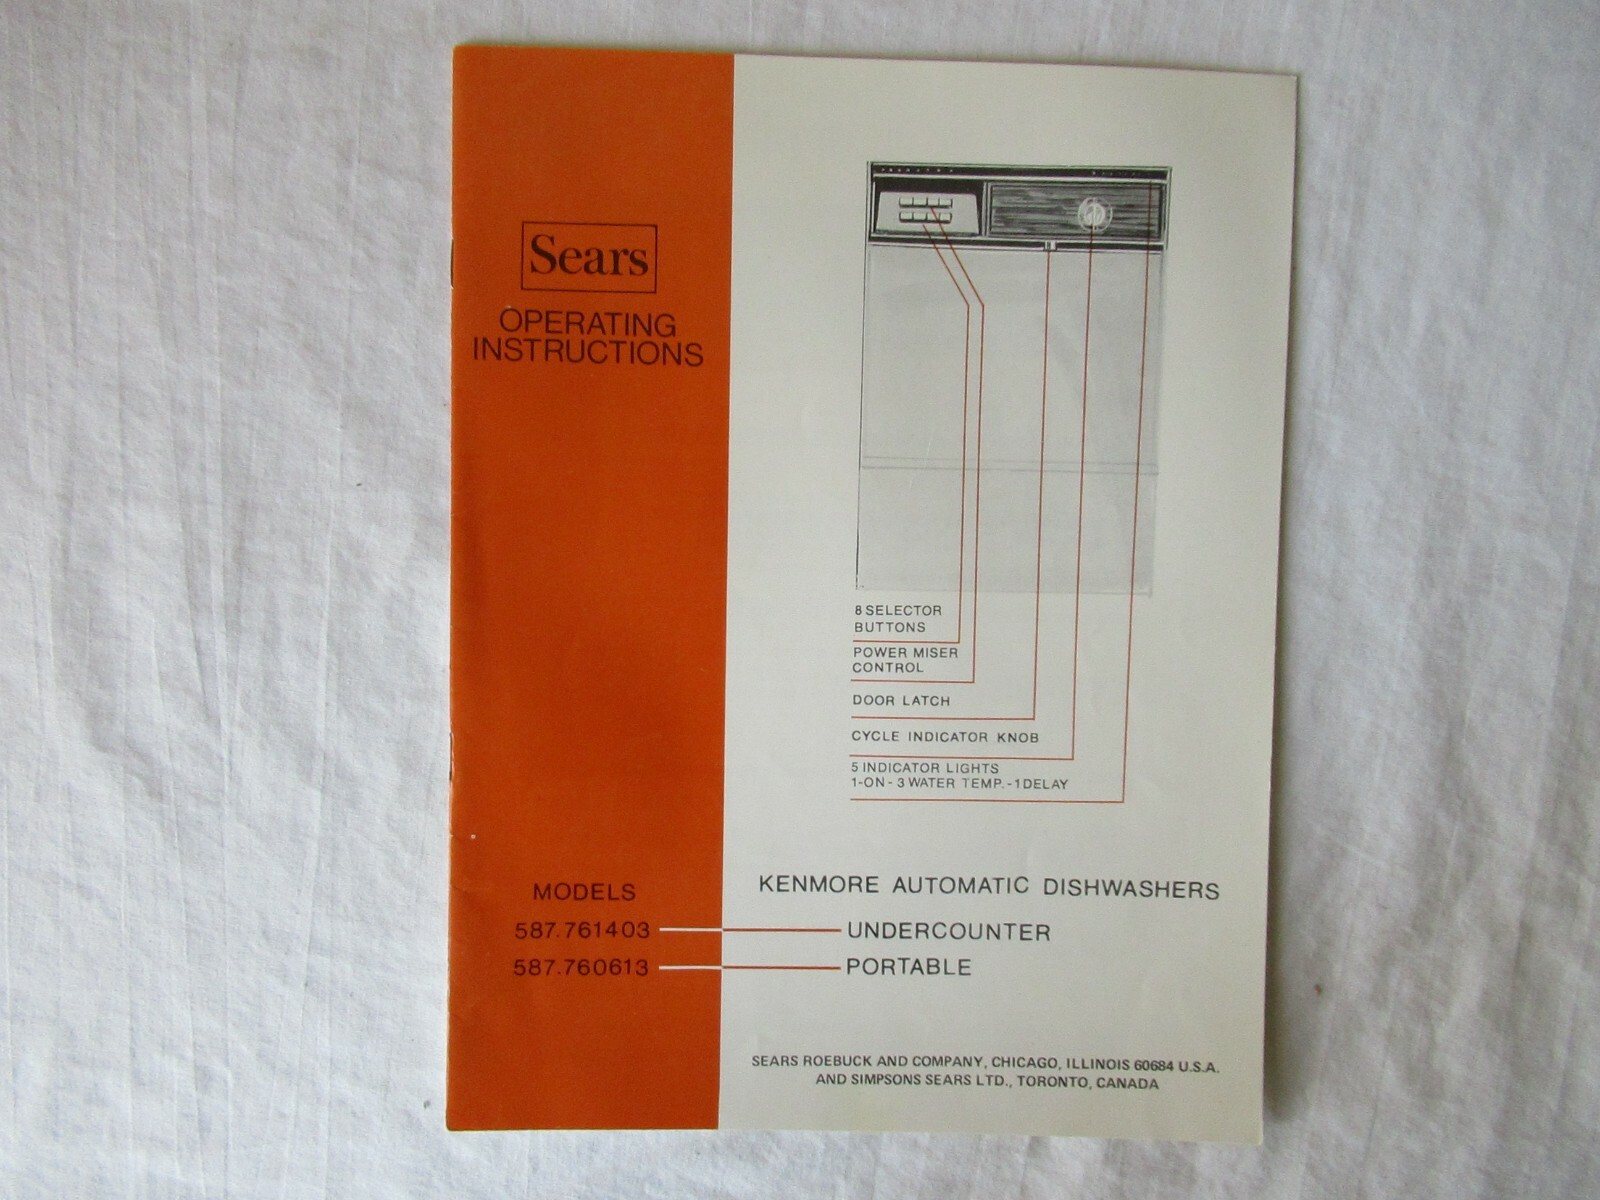 Sears
OPERATING
INSTRUCTIONS
8 SELECTOR
BUTTONS
POWER MISER
CONTROL
DOOR LATCH
CYCLE INDICATOR KNOB
5 INDICATOR LIGHTS
1-ON - 3 WATER TEMP. - 1 DELAY
MODELS
587.761403
587.760613
KENMORE AUTOMATIC DISHWASHERS
UNDERCOUNTER
PORTABLE
SEARS ROEBUCK AND COMPANY, CHICAGO, ILLINOIS 60684 U.S.A.
AND SIMPSONS SEARS LTD., TORONTO, CANADA